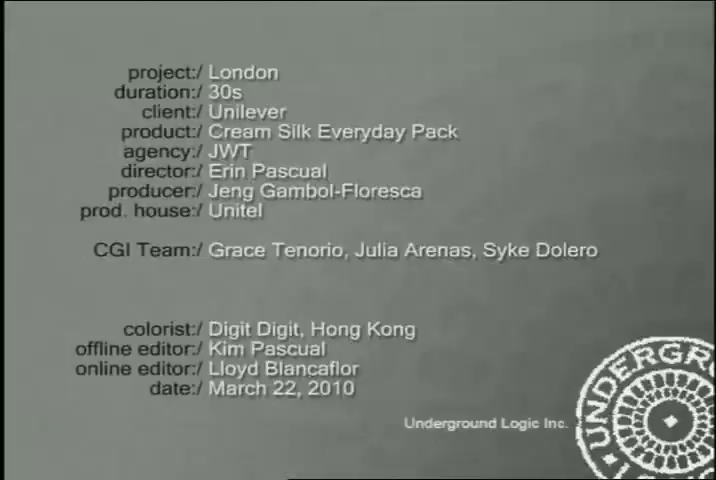 project:/ London
duration:/ 30s
client:/ Unilever
product:/ Cream Silk Everyday Pack
agency:/ JWT
director:/ Erin Pascual
producer:/ Jeng Gambol-Floresca
prod. house:/ Unitel
CGI Team:/ Grace Tenorio, Julia Arenas, Syke Dolero
colorist:/ Digit Digit, Hong Kong
offline editor:/ Kim Pascual
online editor:/ Lloyd Blancaflor
date:/ March 22, 2010
Underground Logic Inc.
UNDERGR